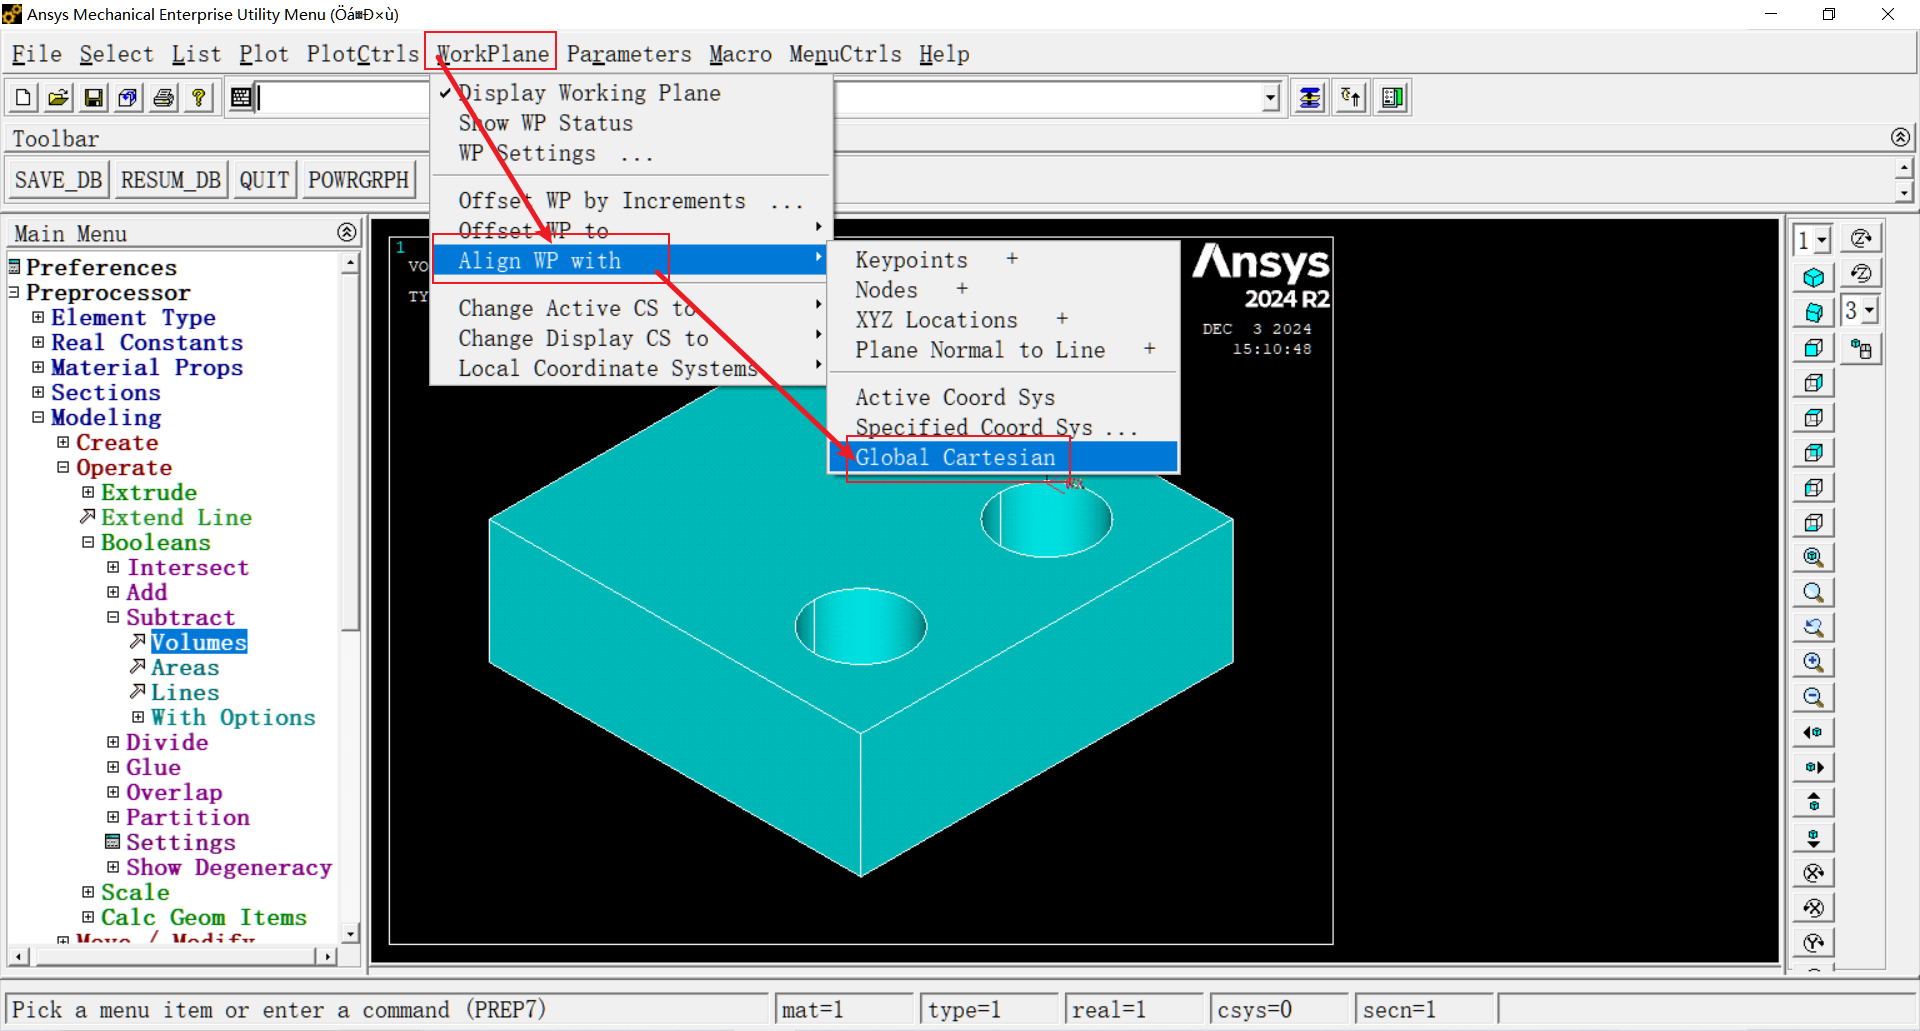 Ansys Mechanical Enterprise Utility Menu (Öá¤Ð×ù)
File Select List Plot PlotCtrls WorkPlane Parameters Macro MenuCtrls Help
Display Working Plane
Show WP Status
WP Settings ...
Offset WP by Increments ...
Offset WP to
Align WP with
Change Active CS to
Change Display CS to
Local Coordinate Systems
Keypoints +
Nodes +
XYZ Locations +
Plane Normal to Line +
Active Coord Sys
Specified Coord Sys ...
Global Cartesian
Toolbar
SAVE_DB RESUM_DB QUIT POWRGRPH
Main Menu
Preferences
Preprocessor
Element Type
Real Constants
Material Props
Sections
Modeling
Create
Operate
Extrude
Extend Line
Booleans
Intersect
Add
Subtract
Volumes
Areas
Lines
With Options
Divide
Glue
Overlap
Partition
Settings
Show Degeneracy
Scale
Calc Geom Items
Move / Modify
1
VO
TY
Ansys
2024 R2
DEC 3 2024
15:10:48
WX
1
3
Pick a menu item or enter a command (PREP7)
mat=1
type=1
real=1
csys=0
secn=1